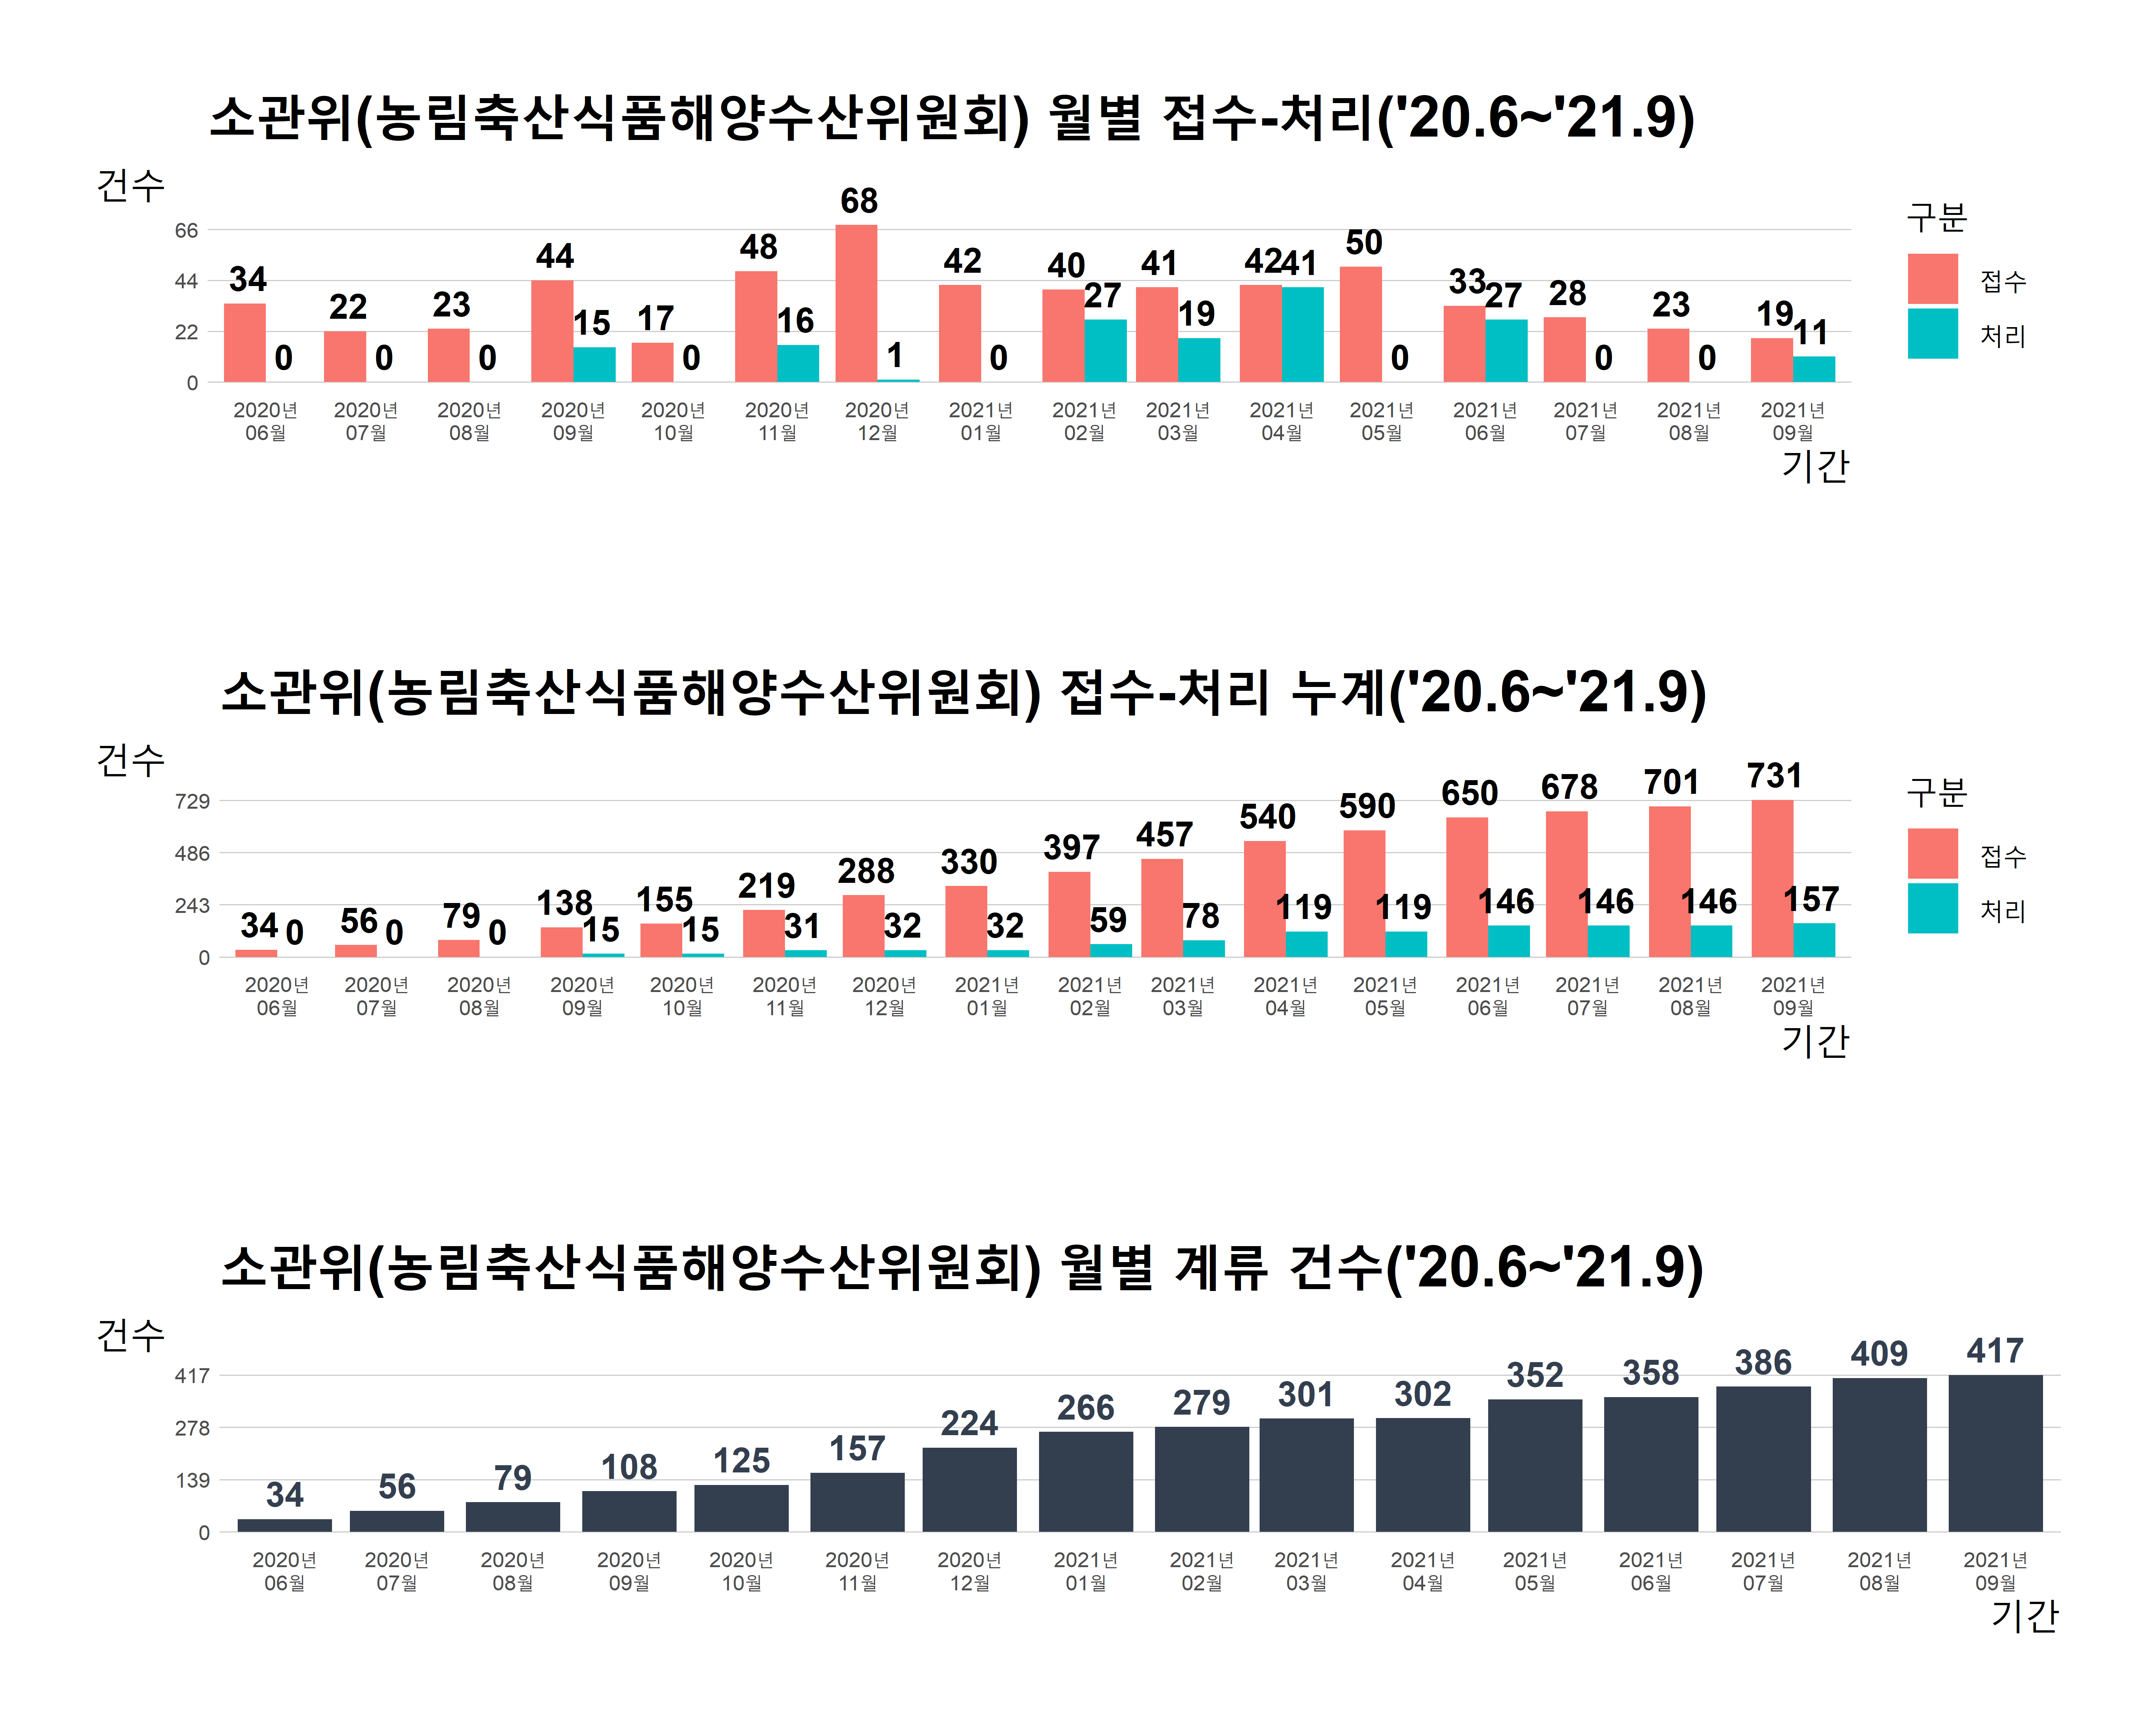 소관위(농림축산식품해양수산위원회) 월별 접수-처리('20.6~'21.9)
건수
66
44
22
0
34 0 22 0 23 0 44 15 17 0 48 16 68 1 42 0 40 27 41 19 42 41 50 0 33 27 28 0 23 0 19 11
2020년 2020년 2020년 2020년 2020년 2020년 2020년 2021년 2021년 2021년 2021년 2021년 2021년 2021년 2021년 2021년
06월 07월 08월 09월 10월 11월 12월 01월 02월 03월 04월 05월 06월 07월 08월 09월
기간
구분
접수
처리
소관위(농림축산식품해양수산위원회) 접수-처리 누계('20.6~'21.9)
건수
729
486
243
0
34 0 56 0 79 0 138 15 155 15 219 31 288 32 330 32 397 59 457 78 540 119 590 119 650 146 678 146 701 146 731 157
2020년 2020년 2020년 2020년 2020년 2020년 2020년 2021년 2021년 2021년 2021년 2021년 2021년 2021년 2021년 2021년
06월 07월 08월 09월 10월 11월 12월 01월 02월 03월 04월 05월 06월 07월 08월 09월
기간
구분
접수
처리
소관위(농림축산식품해양수산위원회) 월별 계류 건수('20.6~'21.9)
건수
417
278
139
0
34 56 79 108 125 157 224 266 279 301 302 352 358 386 409 417
2020년 2020년 2020년 2020년 2020년 2020년 2020년 2021년 2021년 2021년 2021년 2021년 2021년 2021년 2021년 2021년
06월 07월 08월 09월 10월 11월 12월 01월 02월 03월 04월 05월 06월 07월 08월 09월
기간